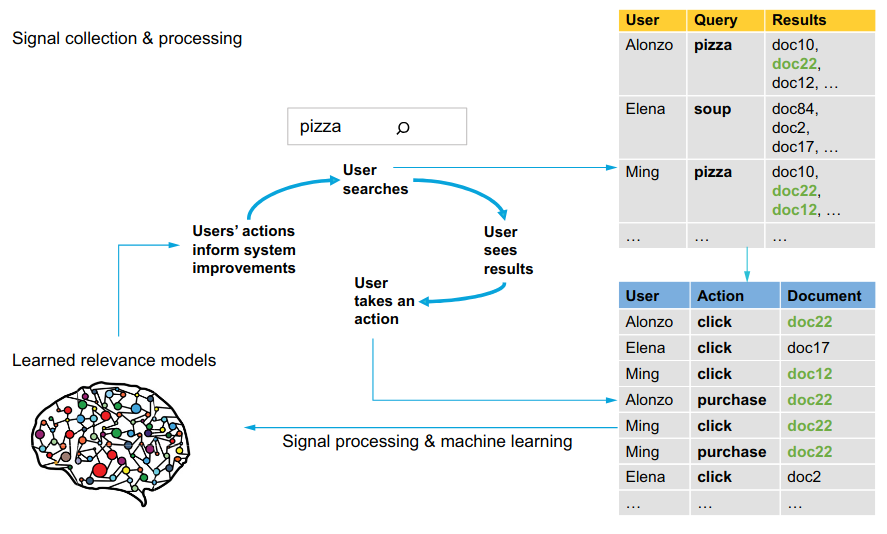 Signal collection & processing
pizza
User
searches
User
sees
results
User
takes an
action
Users' actions
inform system
improvements
Learned relevance models
Signal processing & machine learning
User Query Results
Alonzo pizza doc10,
doc22,
doc12, …
Elena soup doc84,
doc2,
doc17, …
Ming pizza doc10,
doc22,
doc12, …
… … …
User Action Document
Alonzo click doc22
Elena click doc17
Ming click doc12
Alonzo purchase doc22
Ming click doc22
Ming purchase doc22
Elena click doc2
… … …